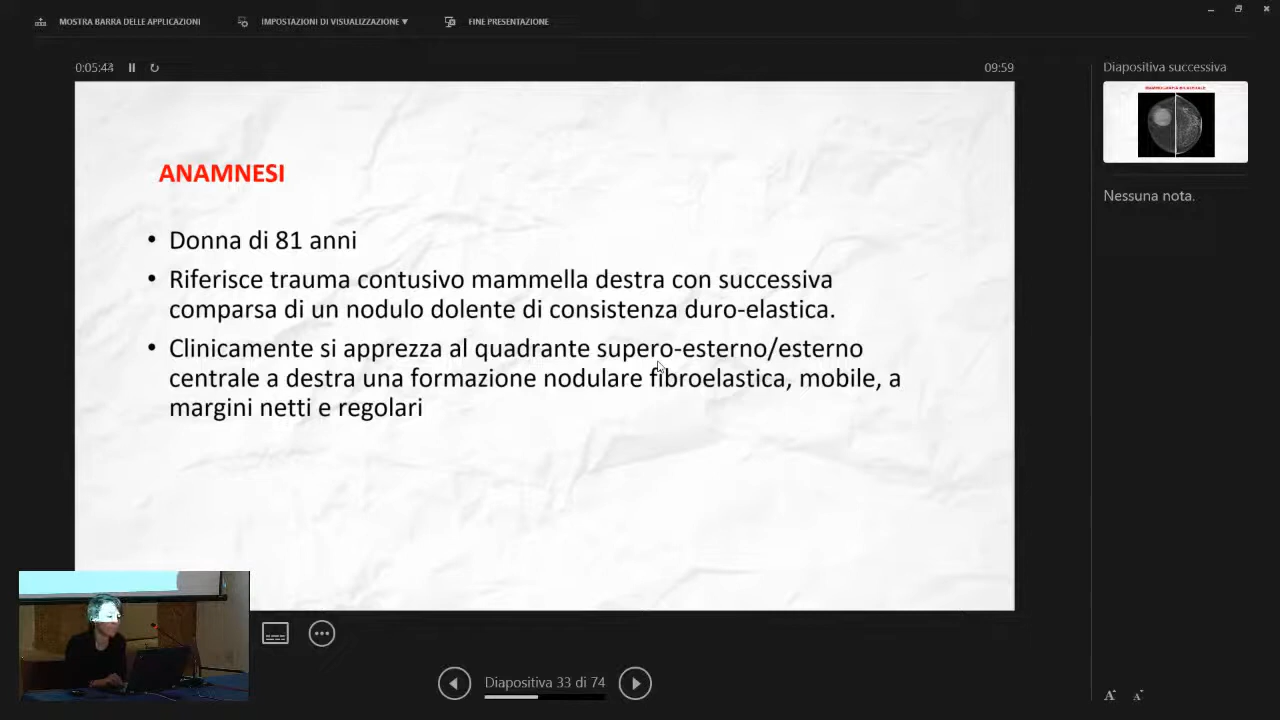 MOSTRA BARRA DELLE APPLICAZIONI
IMPOSTAZIONI DI VISUALIZZAZIONE ▼
FINE PRESENTAZIONE
0:05:43
09:59
Diapositiva successiva
ANAMNESI
• Donna di 81 anni
• Riferisce trauma contusivo mammella destra con successiva
comparsa di un nodulo dolente di consistenza duro-elastica.
• Clinicamente si apprezza al quadrante supero-esterno/esterno
centrale a destra una formazione nodulare fibroelastica, mobile, a
margini netti e regolari
MAMMOGRAFIA BILATERALE
Nessuna nota.
Diapositiva 33 di 74
A
A